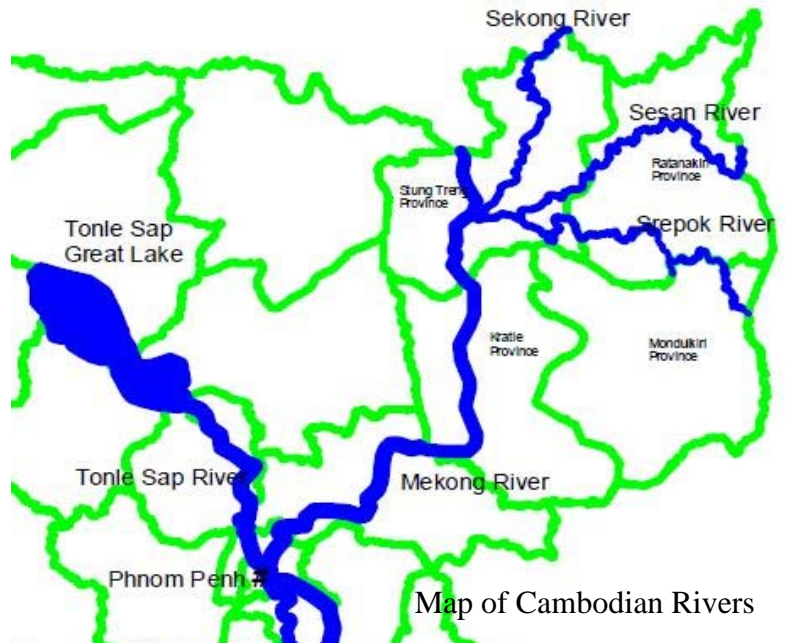 Sekong River
Sesan River
Ratanakiri
Province
Stung Treng
Province
Srepok River
Tonle Sap
Great Lake
Kratie
Province
Mondulkiri
Province
Tonle Sap River
Mekong River
Phnom Penh #
Map of Cambodian Rivers